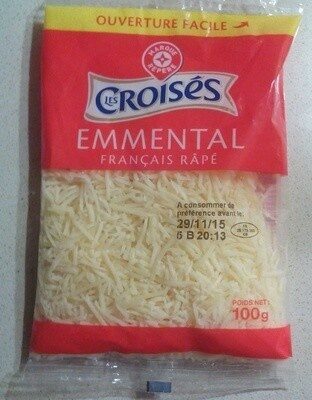 OUVERTURE FACILE
MARQUE
REPÈRE
LES
CROISÉS
EMMENTAL
FRANÇAIS RÂPÉ
A consommer de
préférence avant le:
29/11/15
5 B 20:13
POIDS NET:
100g